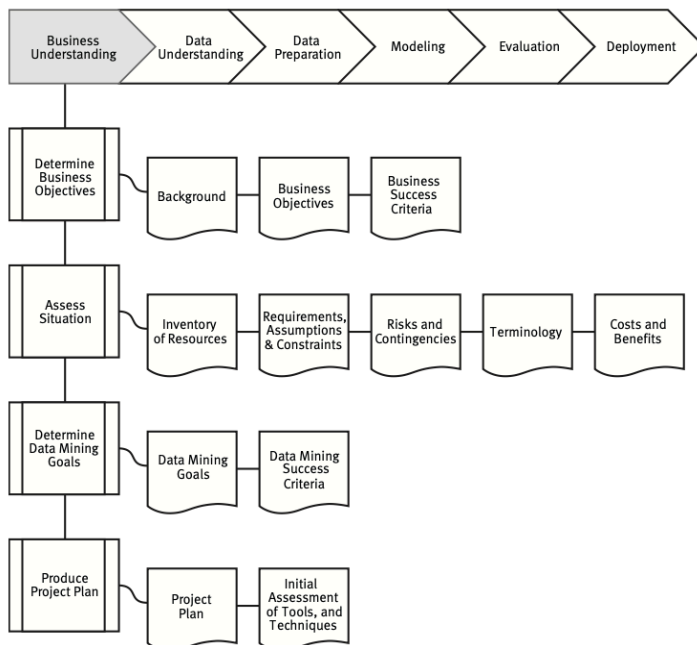 Business
Understanding
Data
Understanding
Data
Preparation
Modeling
Evaluation
Deployment
Determine
Business
Objectives
Background
Business
Objectives
Business
Success
Criteria
Assess
Situation
Inventory
of Resources
Requirements,
Assumptions
& Constraints
Risks and
Contingencies
Terminology
Costs and
Benefits
Determine
Data Mining
Goals
Data Mining
Goals
Data Mining
Success
Criteria
Produce
Project Plan
Project
Plan
Initial
Assessment
of Tools, and
Techniques